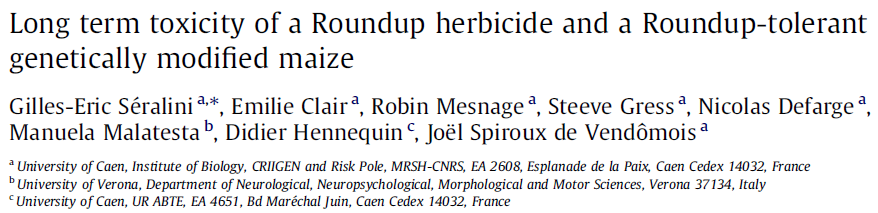 Long term toxicity of a Roundup herbicide and a Roundup-tolerant
genetically modified maize
Gilles-Eric Séralini a,*, Emilie Clair a, Robin Mesnage a, Steeve Gress a, Nicolas Defarge a,
Manuela Malatesta b, Didier Hennequin c, Joël Spiroux de Vendômois a
a University of Caen, Institute of Biology, CRIIGEN and Risk Pole, MRSH-CNRS, EA 2608, Esplanade de la Paix, Caen Cedex 14032, France
b University of Verona, Department of Neurological, Neuropsychological, Morphological and Motor Sciences, Verona 37134, Italy
c University of Caen, UR ABTE, EA 4651, Bd Maréchal Juin, Caen Cedex 14032, France